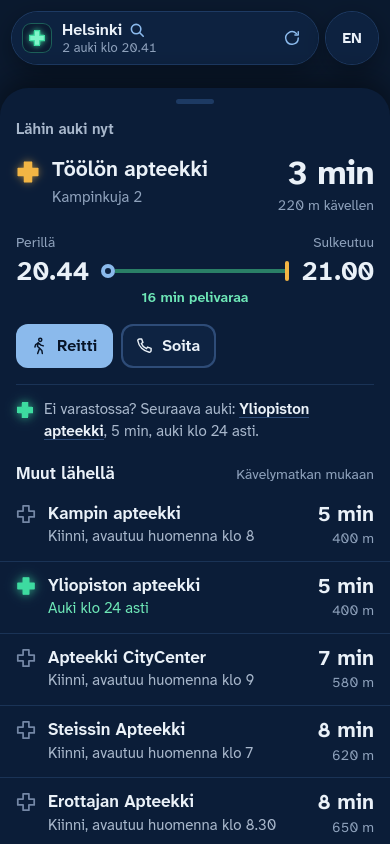 Helsinki
2 auki klo 20.41
EN
Lähin auki nyt
Töölön apteekki
3 min
Kampinkuja 2
220 m kävellen
Perillä
Sulkeutuu
20.44
21.00
16 min pelivaraa
Reitti
Soita
Ei varastossa? Seuraava auki: Yliopiston
apteekki, 5 min, auki klo 24 asti.
Muut lähellä
Kävelymatkan mukaan
Kampin apteekki
5 min
Kiinni, avautuu huomenna klo 8
400 m
Yliopiston apteekki
5 min
Auki klo 24 asti
400 m
Apteekki CityCenter
7 min
Kiinni, avautuu huomenna klo 9
580 m
Steissin Apteekki
8 min
Kiinni, avautuu huomenna klo 7
620 m
Erottajan Apteekki
8 min
Kiinni, avautuu huomenna klo 8.30
650 m